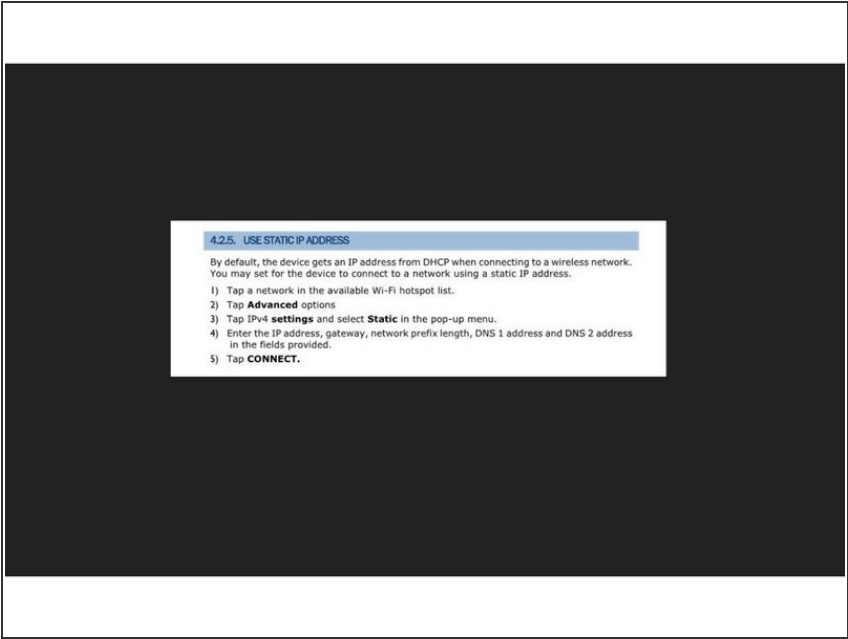 4.2.5. USE STATIC IP ADDRESS
By default, the device gets an IP address from DHCP when connecting to a wireless network.
You may set for the device to connect to a network using a static IP address.
1) Tap a network in the available Wi-Fi hotspot list.
2) Tap Advanced options
3) Tap IPv4 settings and select Static in the pop-up menu.
4) Enter the IP address, gateway, network prefix length, DNS 1 address and DNS 2 address
in the fields provided.
5) Tap CONNECT.